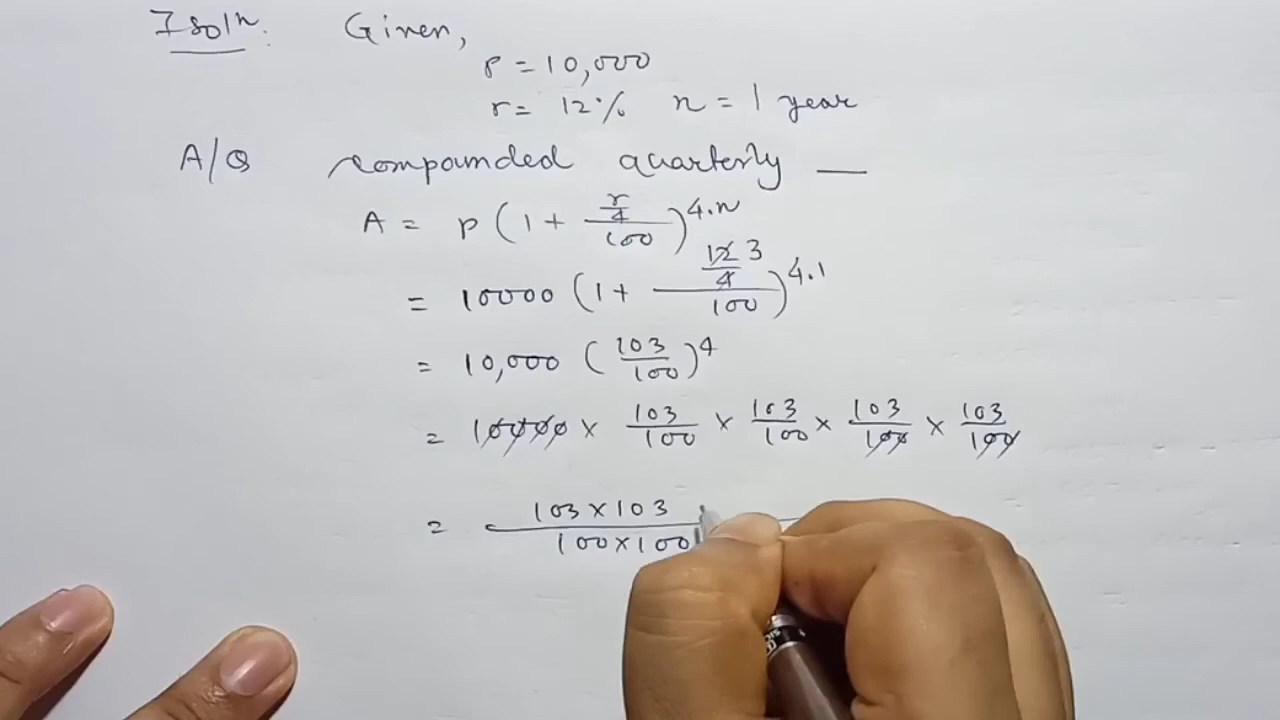 I soln. Given,
P = 10,000
r = 12% n = 1 year
A/Q compounded quarterly —
A = P (1 + (r/4)/100)^4.n
= 10000 (1 + (12/4 3)/100)^4.1
= 10,000 (103/100)^4
= 10000 × 103/100 × 103/100 × 103/100 × 103/100
= 103×103 / 100×100